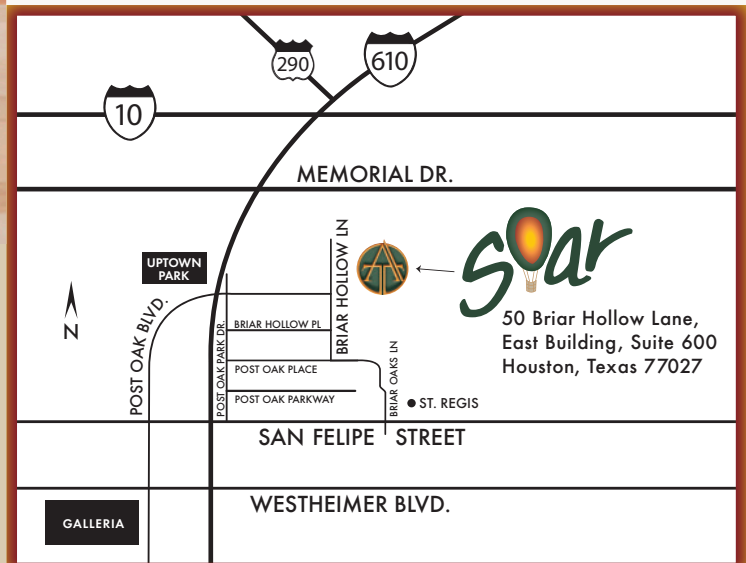 290
610
10
MEMORIAL DR.
Soar
50 Briar Hollow Lane,
East Building, Suite 600
Houston, Texas 77027
BRIAR HOLLOW LN
UPTOWN
PARK
N
POST OAK BLVD.
POST OAK PARK DR.
BRIAR HOLLOW PL
POST OAK PLACE
POST OAK PARKWAY
BRIAR OAKS LN
ST. REGIS
SAN FELIPE STREET
WESTHEIMER BLVD.
GALLERIA